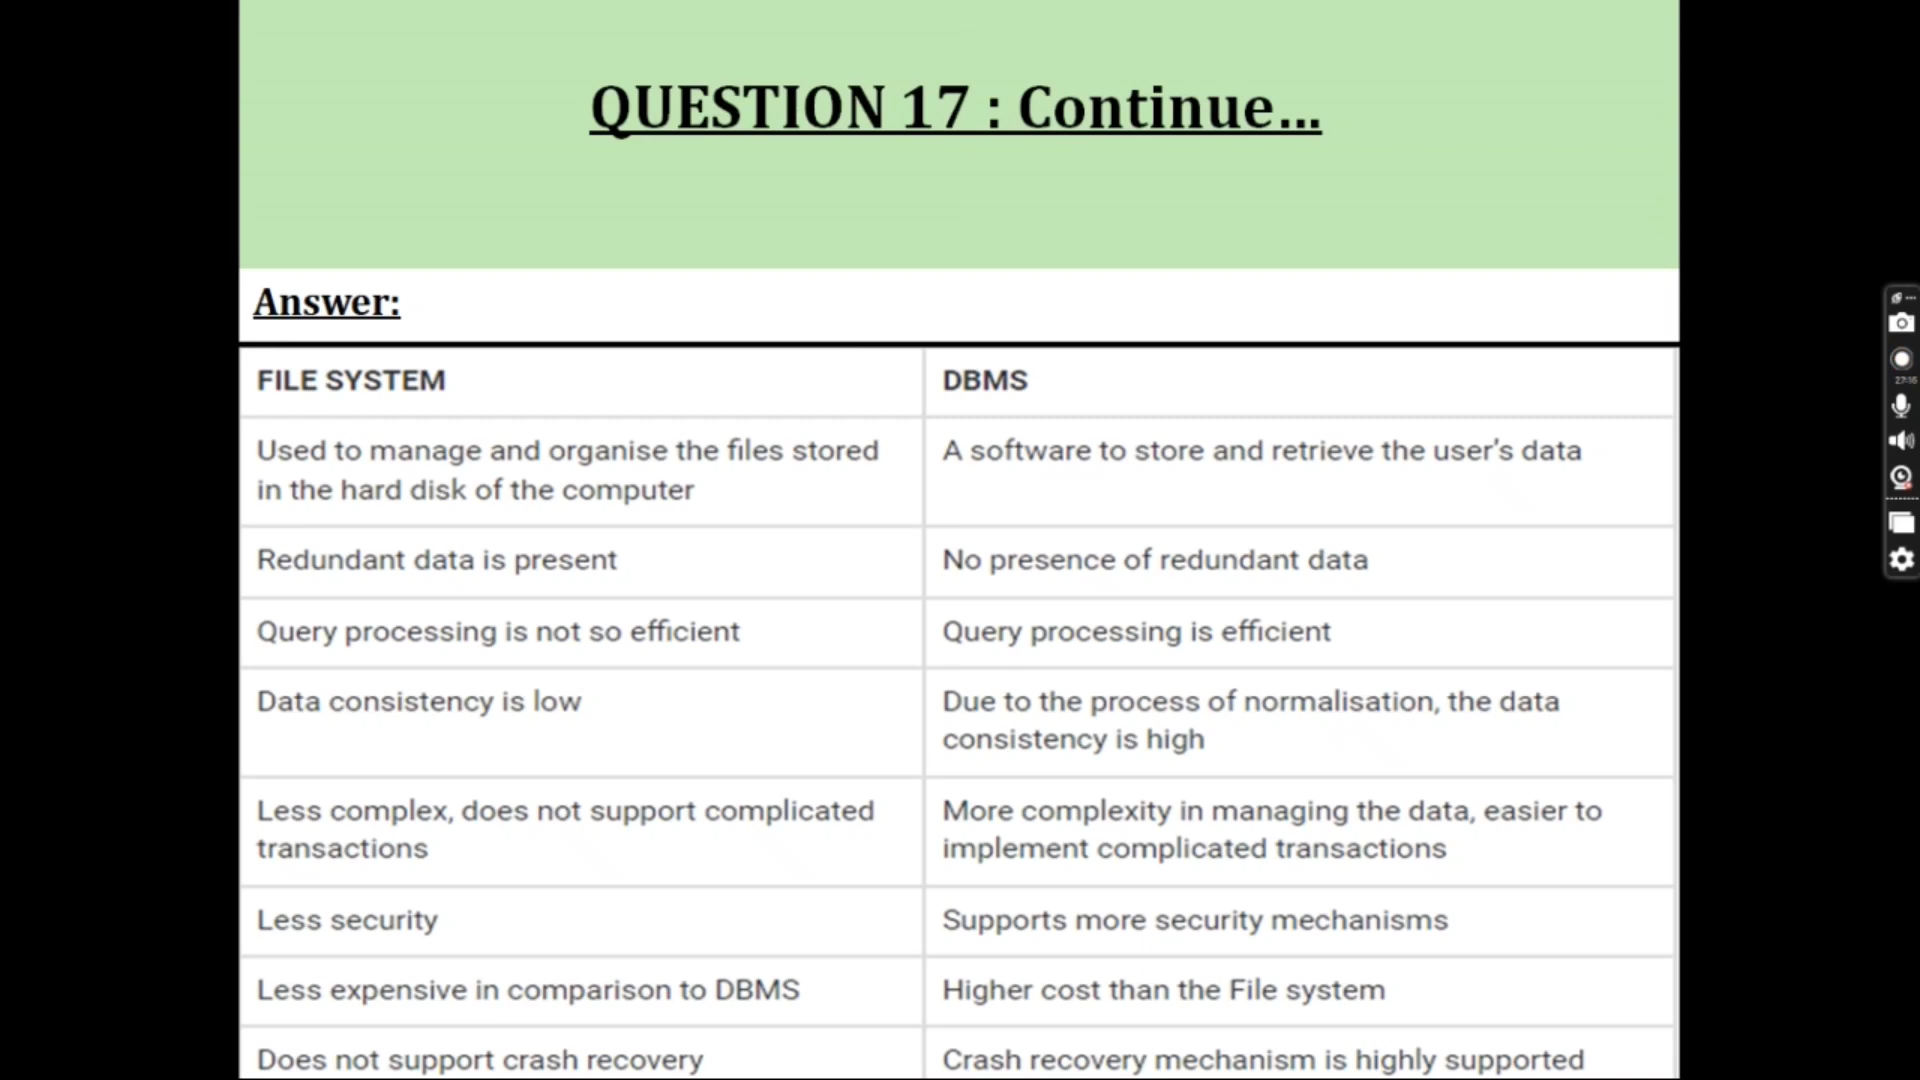 QUESTION 17 : Continue...
Answer:
FILE SYSTEM
DBMS
Used to manage and organise the files stored
in the hard disk of the computer
A software to store and retrieve the user's data
Redundant data is present
No presence of redundant data
Query processing is not so efficient
Query processing is efficient
Data consistency is low
Due to the process of normalisation, the data
consistency is high
Less complex, does not support complicated
transactions
More complexity in managing the data, easier to
implement complicated transactions
Less security
Supports more security mechanisms
Less expensive in comparison to DBMS
Higher cost than the File system
Does not support crash recovery
Crash recovery mechanism is highly supported